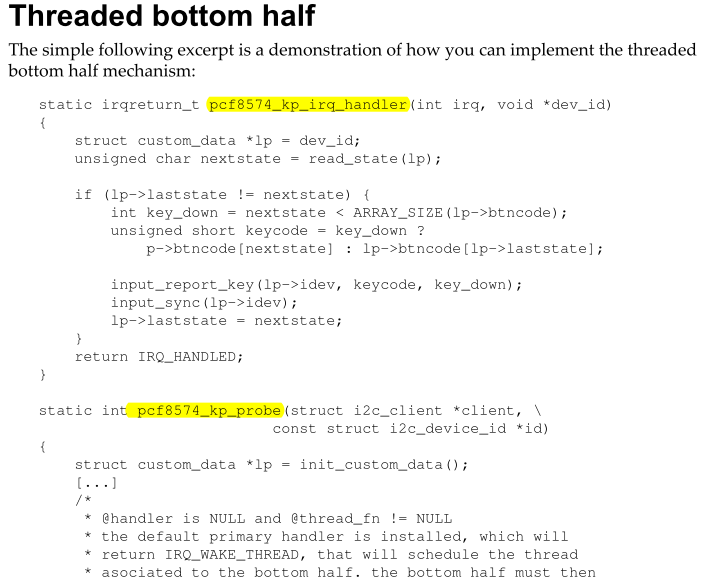 Threaded bottom half
The simple following excerpt is a demonstration of how you can implement the threaded
bottom half mechanism:
static irqreturn_t pcf8574_kp_irq_handler(int irq, void *dev_id)
{
    struct custom_data *lp = dev_id;
    unsigned char nextstate = read_state(lp);

    if (lp->laststate != nextstate) {
        int key_down = nextstate < ARRAY_SIZE(lp->btncode);
        unsigned short keycode = key_down ?
            p->btncode[nextstate] : lp->btncode[lp->laststate];

        input_report_key(lp->idev, keycode, key_down);
        input_sync(lp->idev);
        lp->laststate = nextstate;
    }
    return IRQ_HANDLED;
}

static int pcf8574_kp_probe(struct i2c_client *client, \
                          const struct i2c_device_id *id)
{
    struct custom_data *lp = init_custom_data();
    [...]
    /*
     * @handler is NULL and @thread_fn != NULL
     * the default primary handler is installed, which will
     * return IRQ_WAKE_THREAD, that will schedule the thread
     * asociated to the bottom half. the bottom half must then